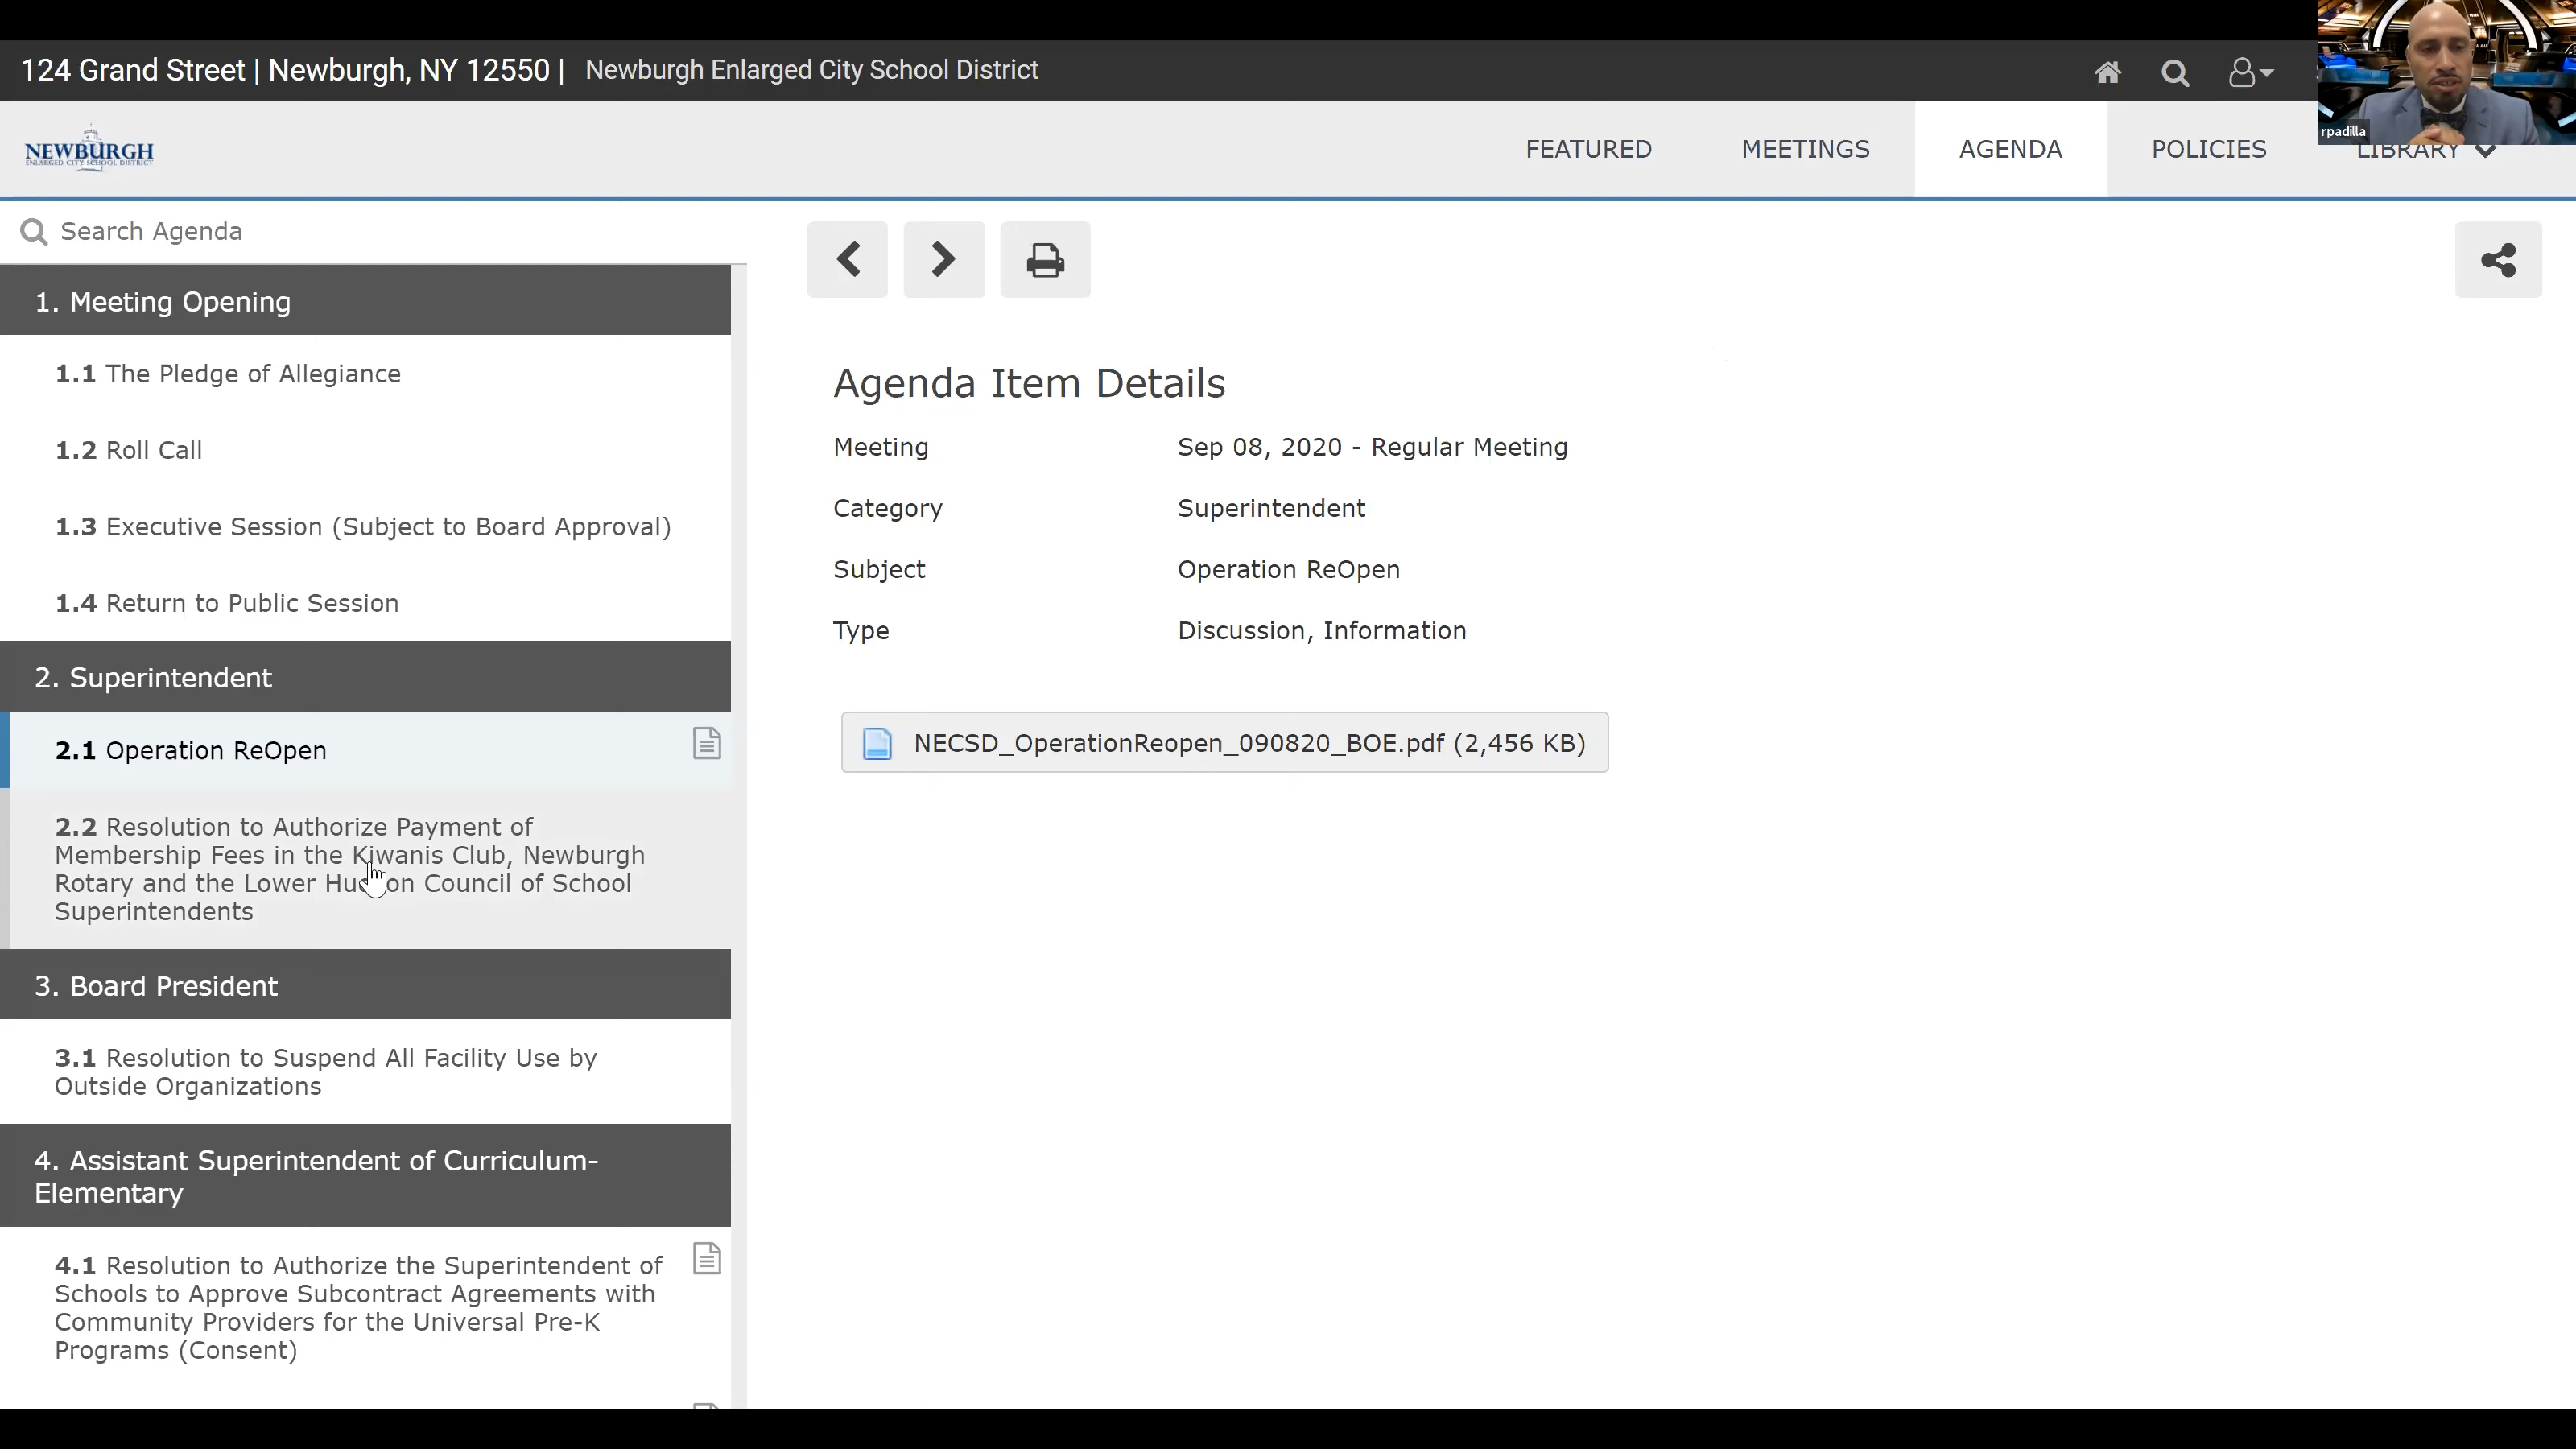 124 Grand Street | Newburgh, NY 12550 | Newburgh Enlarged City School District
rpadilla
NEWBURGH
ENLARGED CITY SCHOOL DISTRICT
FEATURED MEETINGS AGENDA POLICIES LIBRARY
Search Agenda
1. Meeting Opening
1.1 The Pledge of Allegiance
1.2 Roll Call
1.3 Executive Session (Subject to Board Approval)
1.4 Return to Public Session
2. Superintendent
2.1 Operation ReOpen
2.2 Resolution to Authorize Payment of
Membership Fees in the Kiwanis Club, Newburgh
Rotary and the Lower Hudson Council of School
Superintendents
3. Board President
3.1 Resolution to Suspend All Facility Use by
Outside Organizations
4. Assistant Superintendent of Curriculum-
Elementary
4.1 Resolution to Authorize the Superintendent of
Schools to Approve Subcontract Agreements with
Community Providers for the Universal Pre-K
Programs (Consent)
Agenda Item Details
Meeting Sep 08, 2020 - Regular Meeting
Category Superintendent
Subject Operation ReOpen
Type Discussion, Information
NECSD_OperationReopen_090820_BOE.pdf (2,456 KB)